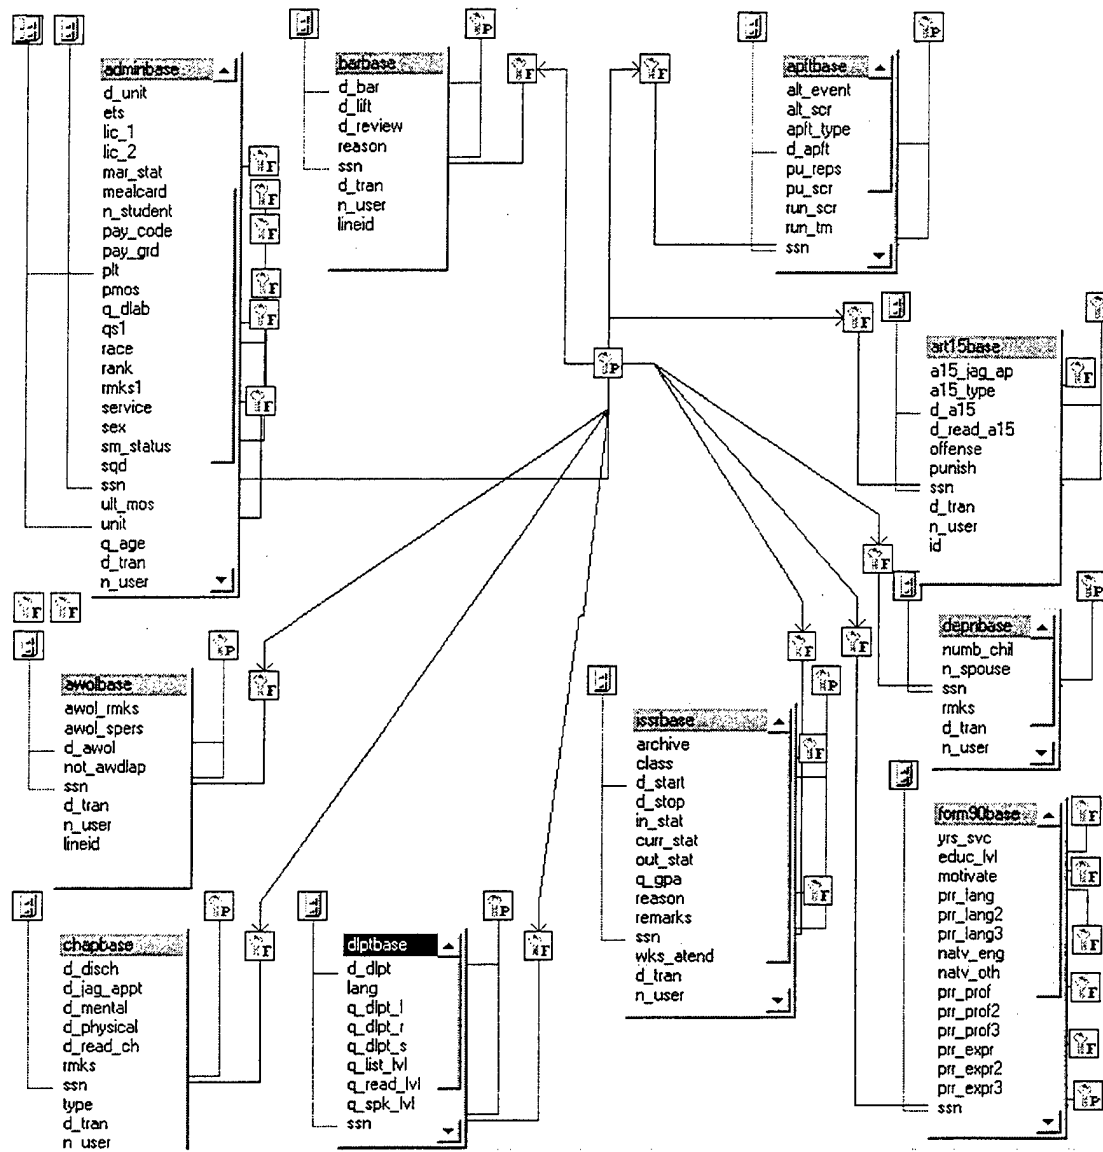 adminbase
d_unit
ets
lic_1
lic_2
mar_stat
mealcard
n_student
pay_code
pay_grd
plt
pmos
q_dlab
qs1
race
rank
rmks1
service
sex
sm_status
sqd
ssn
ult_mos
unit
q_age
d_tran
n_user
F
F
F
F
F
F
F
F
barbase
d_bar
d_lift
d_review
reason
ssn
d_tran
n_user
lineid
P
F
F
apftbase
alt_event
alt_scr
apft_type
d_apft
pu_reps
pu_scr
run_scr
run_tm
ssn
P
P
F
art15base
a15_jag_ap
a15_type
d_a15
d_read_a15
offense
punish
ssn
d_tran
n_user
id
F
F
depnbase
numb_chil
n_spouse
ssn
rmks
d_tran
n_user
P
awolbase
awol_rmks
awol_spers
d_awol
not_awdlap
ssn
d_tran
n_user
lineid
P
F
issrbase
archive
class
d_start
d_stop
in_stat
curr_stat
out_stat
q_gpa
reason
remarks
ssn
wks_atend
d_tran
n_user
F
F
P
F
F
form90base
yrs_svc
educ_lvl
motivate
prr_lang
prr_lang2
prr_lang3
natv_eng
natv_oth
prr_prof
prr_prof2
prr_prof3
prr_expr
prr_expr2
prr_expr3
ssn
F
F
F
F
F
P
chapbase
d_disch
d_jag_appt
d_mental
d_physical
d_read_ch
rmks
ssn
type
d_tran
n_user
P
F
dlptbase
d_dlpt
lang
q_dlpt_l
q_dlpt_r
q_dlpt_s
q_list_lvl
q_read_lvl
q_spk_lvl
ssn
P
F